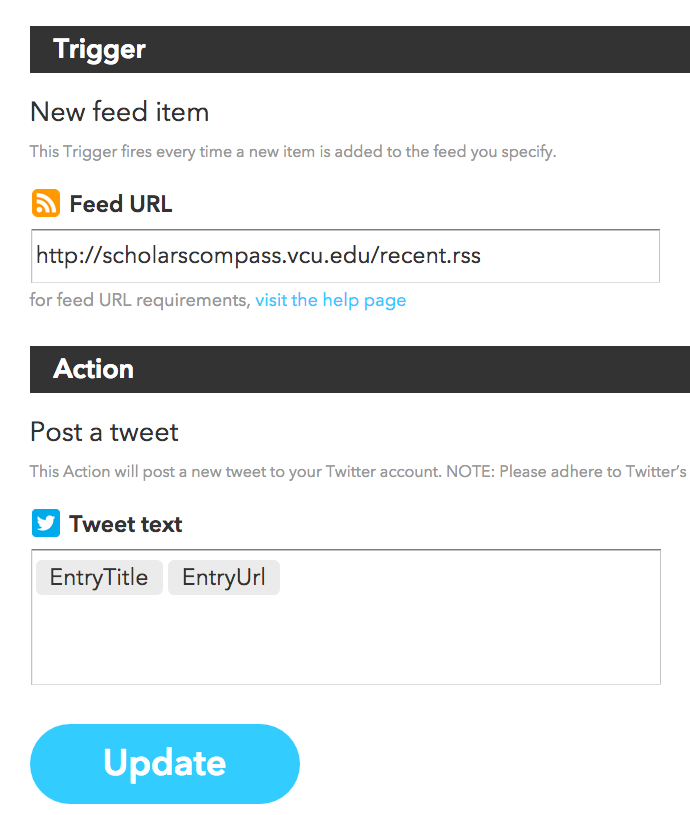 Trigger
New feed item
This Trigger fires every time a new item is added to the feed you specify.
Feed URL
http://scholarscompass.vcu.edu/recent.rss
for feed URL requirements, visit the help page
Action
Post a tweet
This Action will post a new tweet to your Twitter account. NOTE: Please adhere to Twitter's
Tweet text
EntryTitle EntryUrl
Update